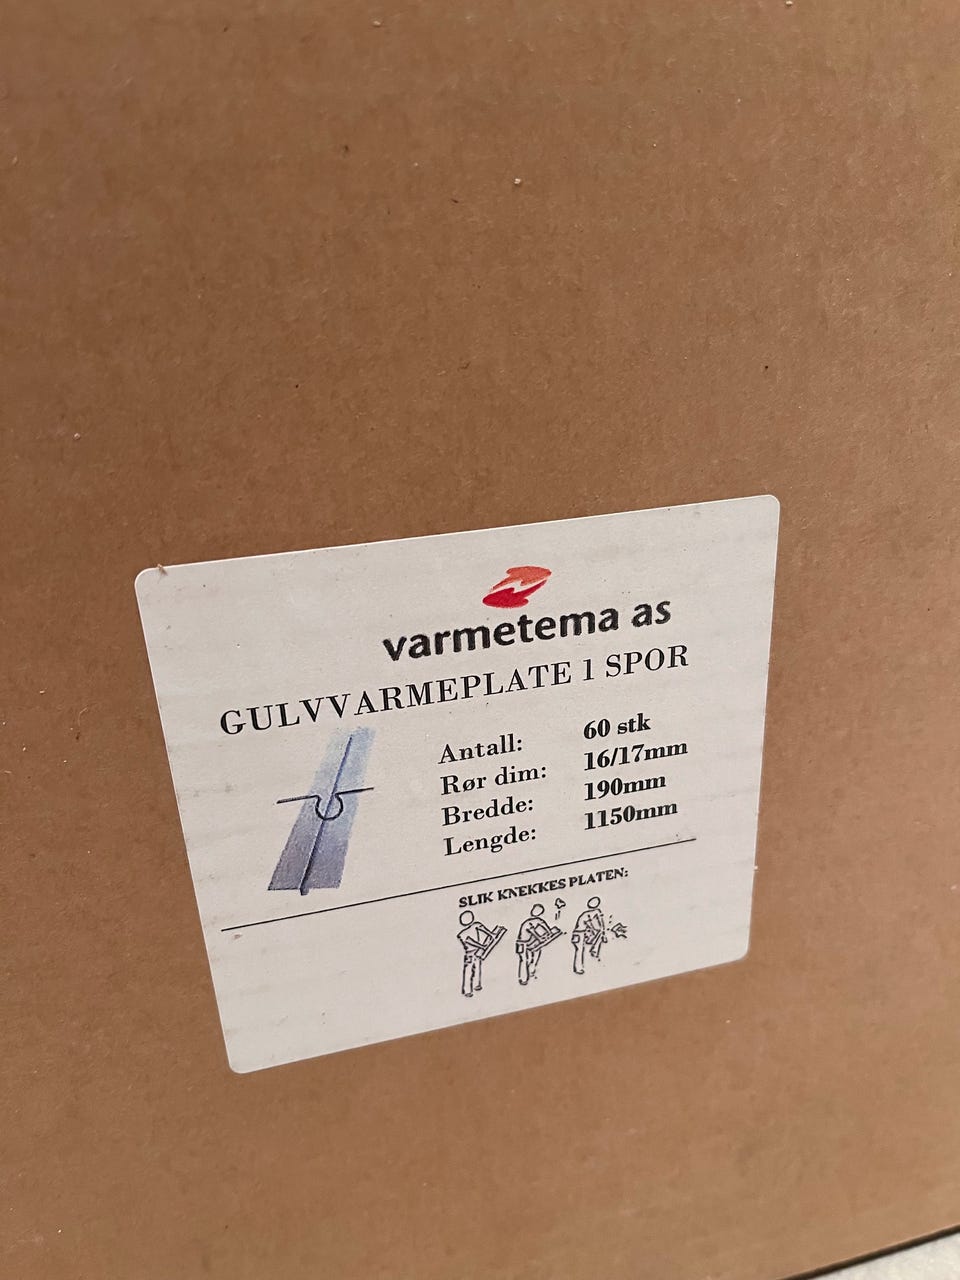 varmetema as
GULVVARMEPLATE 1 SPOR
Antall: 60 stk
Rør dim: 16/17mm
Bredde: 190mm
Lengde: 1150mm
SLIK KNEKKES PLATEN: